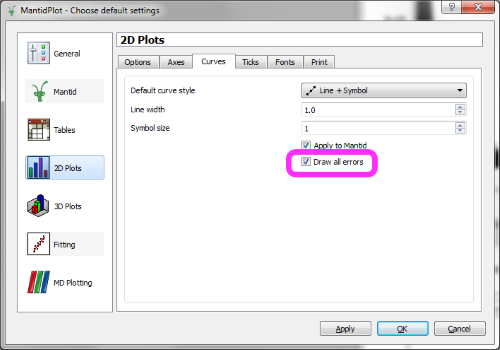 MantidPlot - Choose default settings
General
Mantid
Tables
2D Plots
3D Plots
Fitting
MD Plotting
2D Plots
Options Axes Curves Ticks Fonts Print
Default curve style Line + Symbol
Line width 1.0
Symbol size 1
Apply to Mantid
Draw all errors
Apply OK Cancel